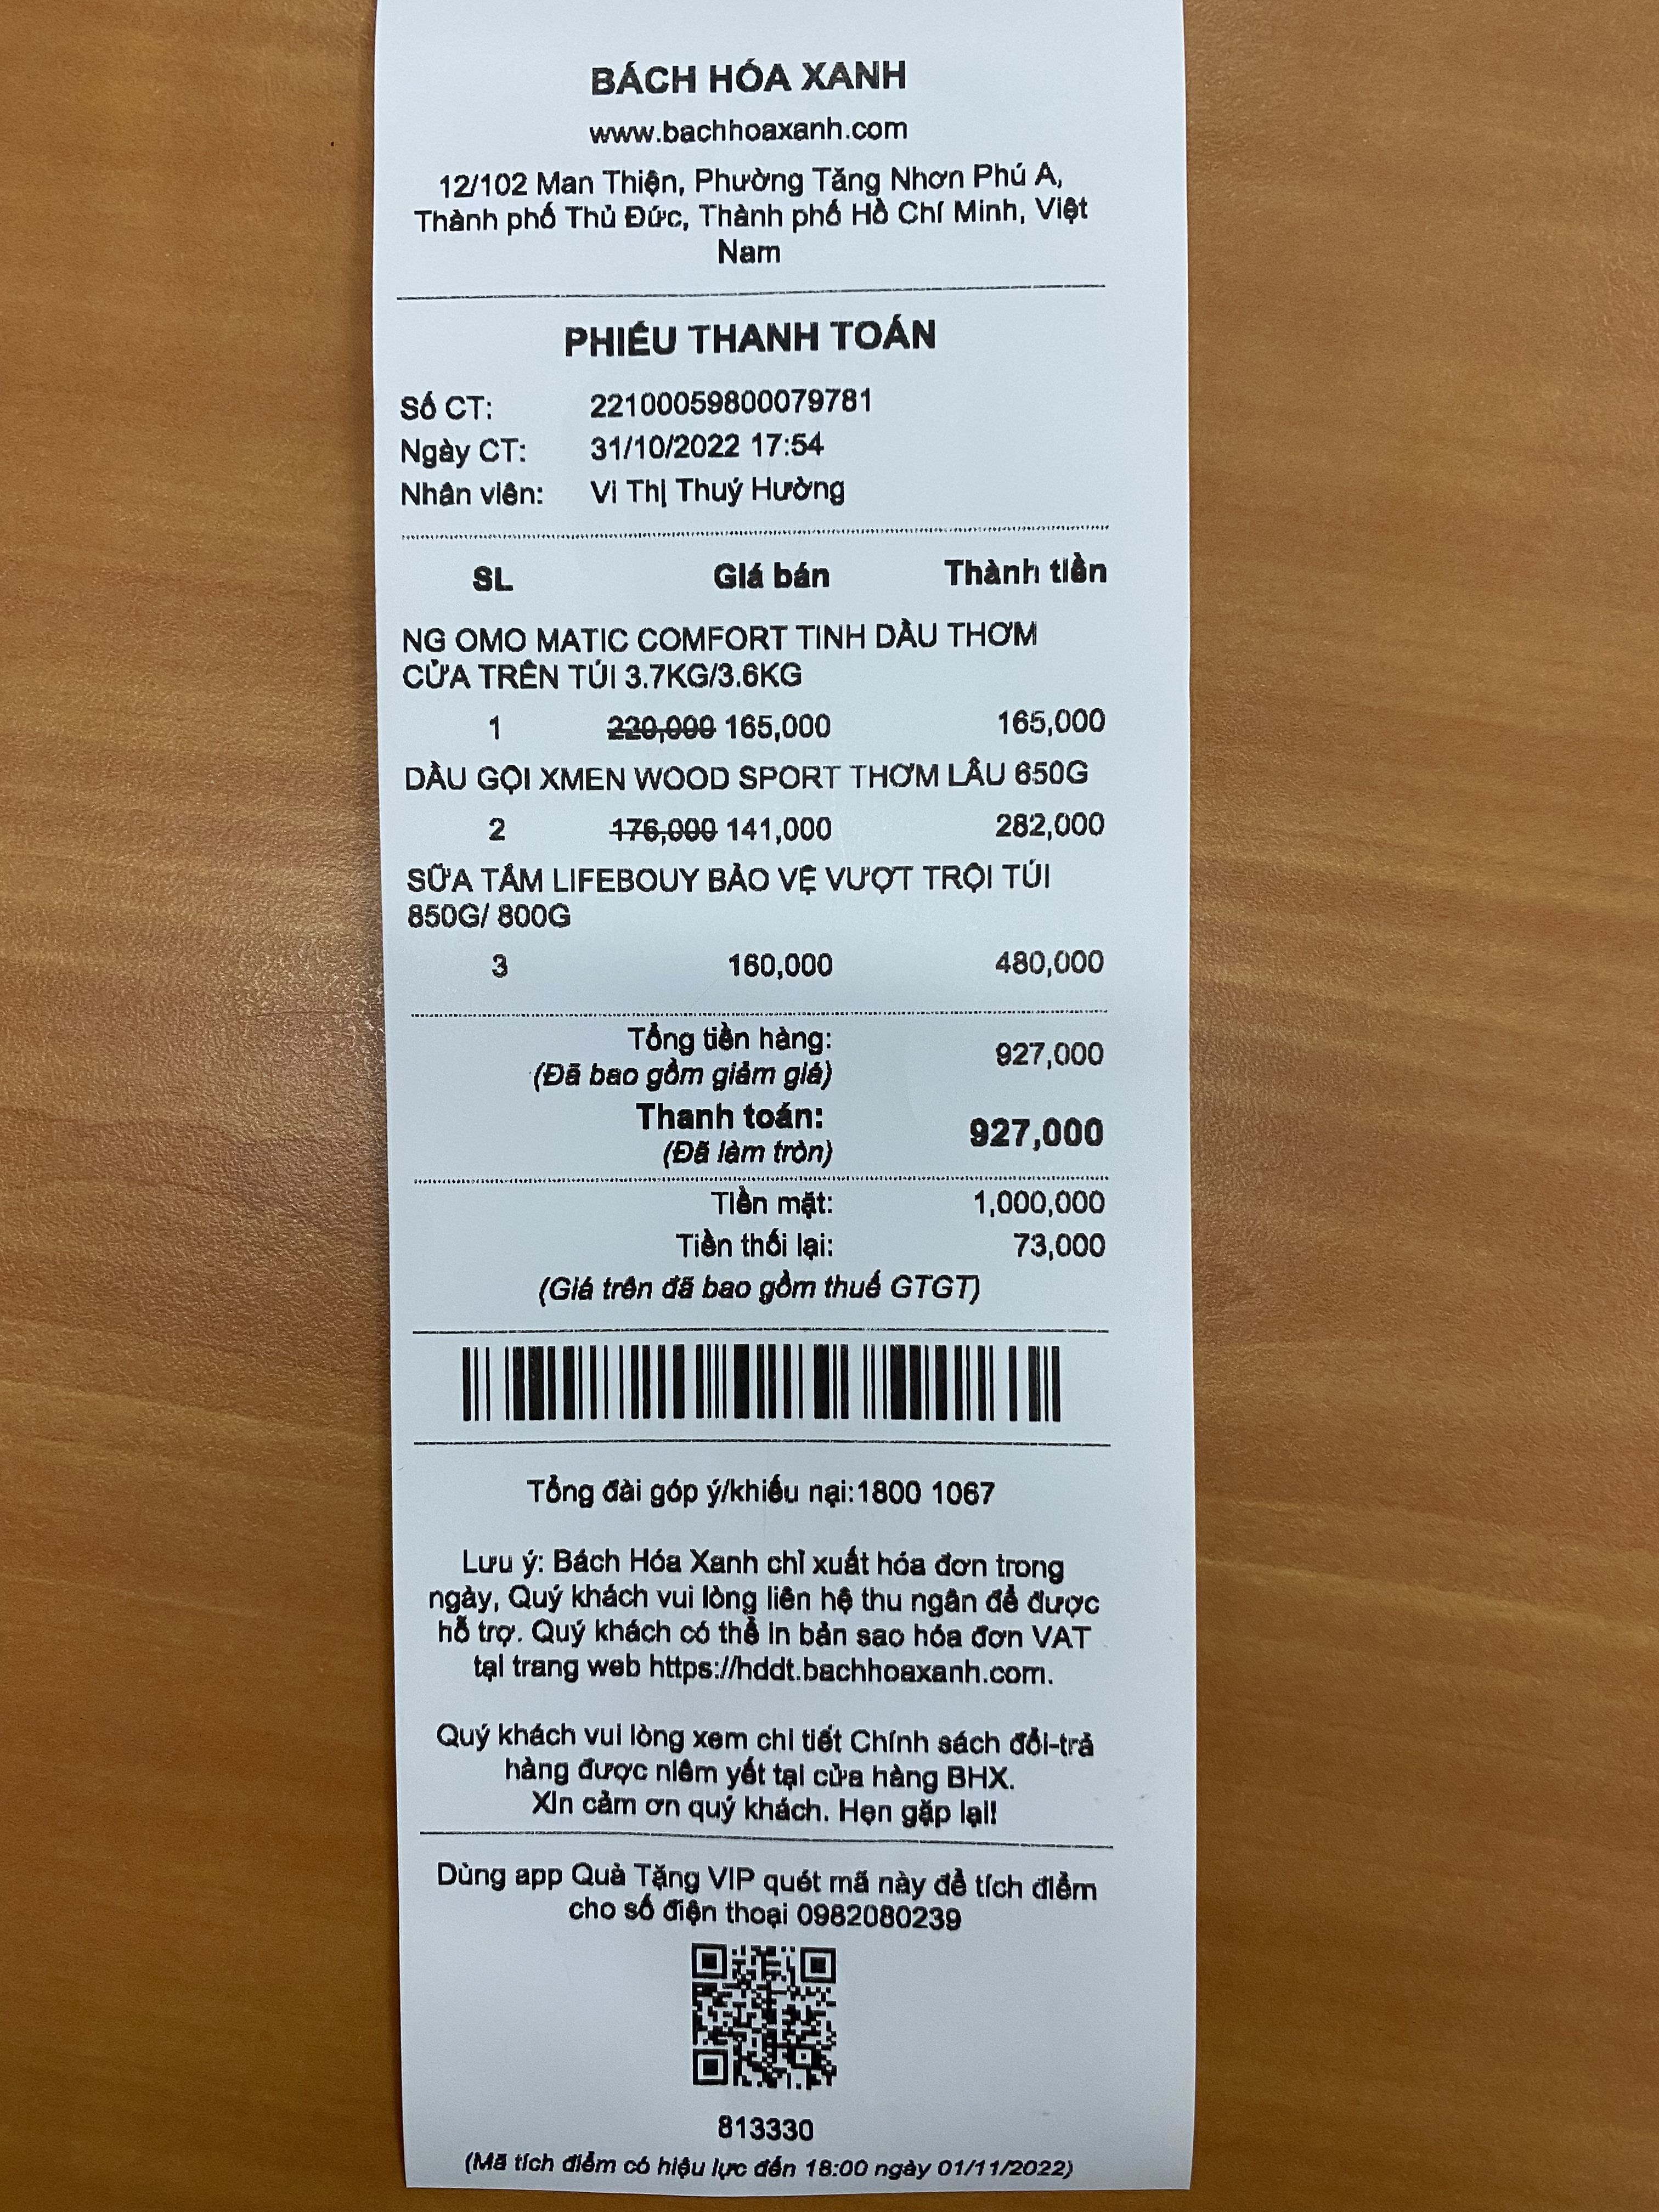 BÁCH HÓA XANH
www.bachhoaxanh.com
12/102 Man Thiện, Phường Tăng Nhơn Phú A,
Thành phố Thủ Đức, Thành phố Hồ Chí Minh, Việt
Nam
PHIẾU THANH TOÁN
Số CT: 22100059800079781
Ngày CT: 31/10/2022 17:54
Nhân viên: Vi Thị Thuý Hường
SL Giá bán Thành tiền
NG OMO MATIC COMFORT TINH DẦU THƠM
CỬA TRÊN TÚI 3.7KG/3.6KG
1 220,000 165,000 165,000
DẦU GỘI XMEN WOOD SPORT THƠM LÂU 650G
2 176,000 141,000 282,000
SỮA TẮM LIFEBOUY BẢO VỆ VƯỢT TRỘI TÚI
850G/ 800G
3 160,000 480,000
Tổng tiền hàng: 927,000
(Đã bao gồm giảm giá)
Thanh toán: 927,000
(Đã làm tròn)
Tiền mặt: 1,000,000
Tiền thối lại: 73,000
(Giá trên đã bao gồm thuế GTGT)
Tổng đài góp ý/khiếu nại:1800 1067
Lưu ý: Bách Hóa Xanh chỉ xuất hóa đơn trong
ngày, Quý khách vui lòng liên hệ thu ngân để được
hỗ trợ. Quý khách có thể in bản sao hóa đơn VAT
tại trang web https://hddt.bachhoaxanh.com.
Quý khách vui lòng xem chi tiết Chính sách đổi-trả
hàng được niêm yết tại cửa hàng BHX.
Xin cảm ơn quý khách. Hẹn gặp lại!
Dùng app Quà Tặng VIP quét mã này để tích điểm
cho số điện thoại 0982080239
813330
(Mã tích điểm có hiệu lực đến 18:00 ngày 01/11/2022)